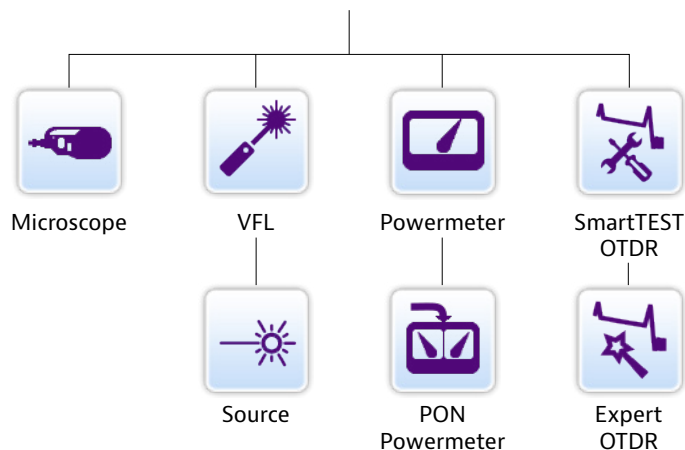 Microscope
VFL
Powermeter
SmartTEST
OTDR
Source
PON
Powermeter
Expert
OTDR